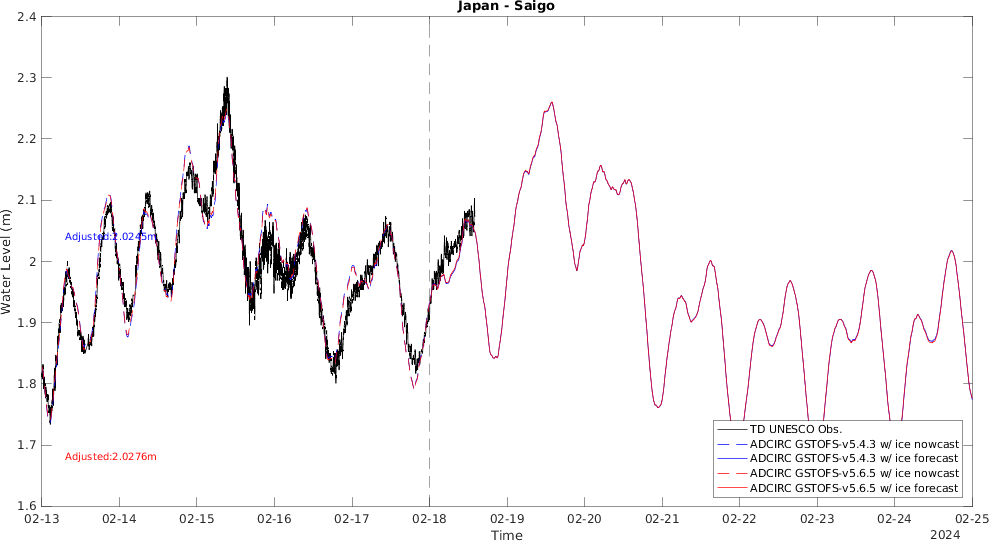 Japan - Saigo
2.4
2.3
2.2
2.1
2
1.9
1.8
1.7
1.6
Water Level (m)
Adjusted:2.0245m
Adjusted:2.0276m
TD UNESCO Obs.
ADCIRC GSTOFS-v5.4.3 w/ ice nowcast
ADCIRC GSTOFS-v5.4.3 w/ ice forecast
ADCIRC GSTOFS-v5.6.5 w/ ice nowcast
ADCIRC GSTOFS-v5.6.5 w/ ice forecast
02-13 02-14 02-15 02-16 02-17 02-18 02-19 02-20 02-21 02-22 02-23 02-24 02-25
Time
2024